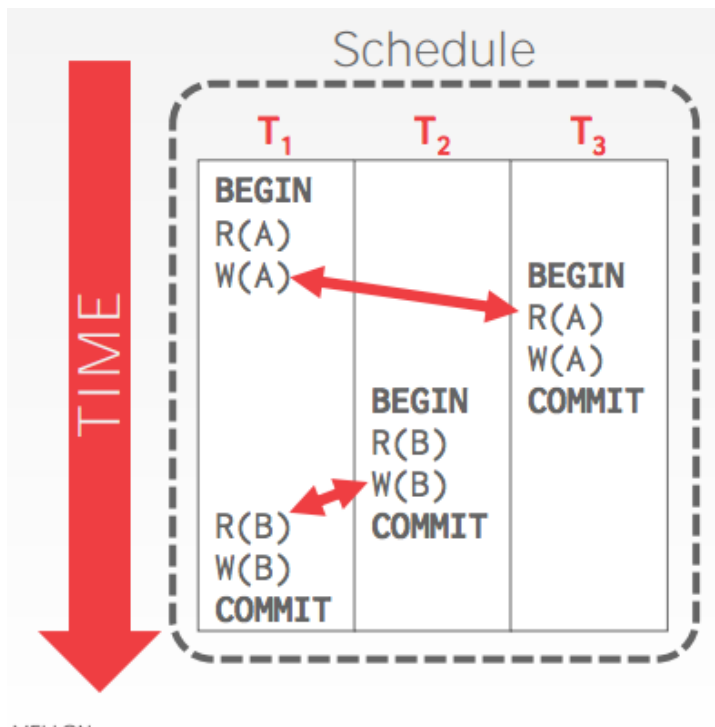 Schedule
TIME
T1 T2 T3
BEGIN
R(A)
W(A)
R(B)
W(B)
COMMIT
BEGIN
R(B)
W(B)
COMMIT
BEGIN
R(A)
W(A)
COMMIT